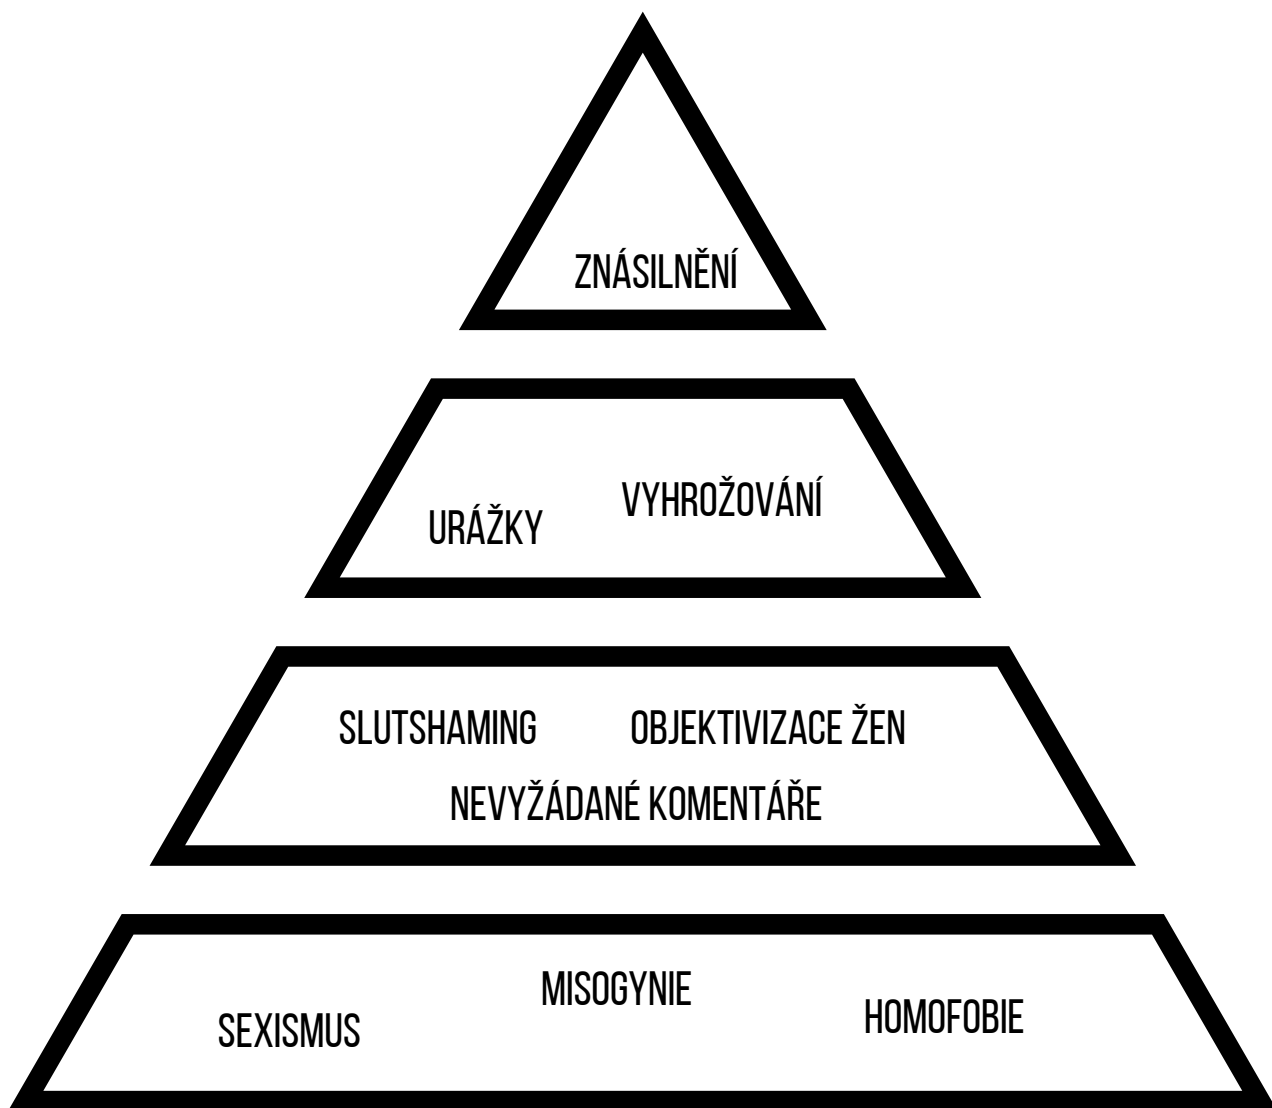 ZNÁSILNĚNÍ
URÁŽKY
VYHROŽOVÁNÍ
SLUTSHAMING
OBJEKTIVIZACE ŽEN
NEVYŽÁDANÉ KOMENTÁŘE
SEXISMUS
MISOGYNIE
HOMOFOBIE